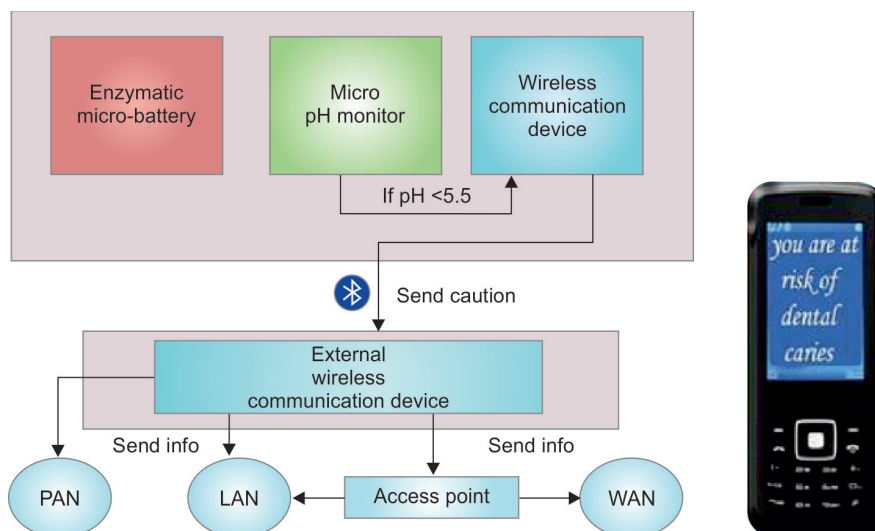 Enzymatic
micro-battery
Micro
pH monitor
Wireless
communication
device
If pH <5.5
Send caution
External
wireless
communication device
Send info
Send info
PAN
LAN
Access point
WAN
you are at
risk of
dental
caries